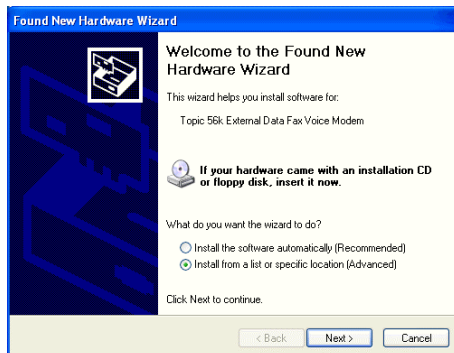 Found New Hardware Wizard
Welcome to the Found New
Hardware Wizard
This wizard helps you install software for:
Topic 56k External Data Fax Voice Modem
If your hardware came with an installation CD
or floppy disk, insert it now.
What do you want the wizard to do?
Install the software automatically (Recommended)
Install from a list or specific location (Advanced)
Click Next to continue.
< Back Next > Cancel